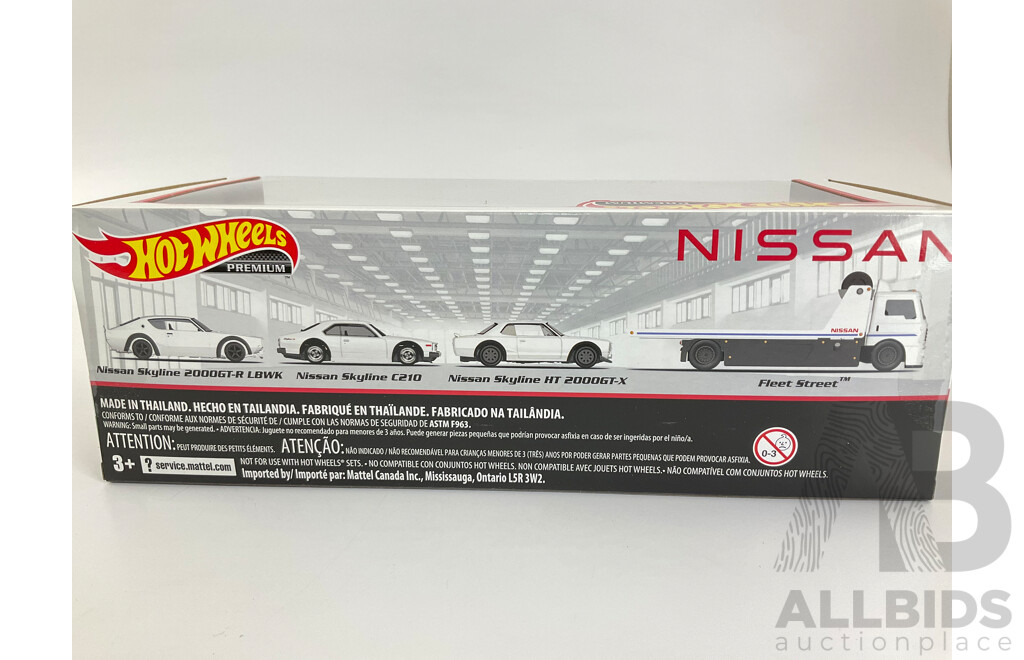 HOT WHEELS
PREMIUM™
NISSAN
NISSAN
Nissan Skyline 2000GT-R LBWK
Nissan Skyline C210
Nissan Skyline HT 2000GT-X
Fleet Street™
MADE IN THAILAND. HECHO EN TAILANDIA. FABRIQUÉ EN THAÏLANDE. FABRICADO NA TAILÂNDIA.
CONFORMS TO / CONFORME AUX NORMES DE SÉCURITÉ DE / CUMPLE CON LAS NORMAS DE SEGURIDAD DE ASTM F963.
WARNING: Small parts may be generated. • ADVERTENCIA: Juguete no recomendado para menores de 3 años. Puede generar piezas pequeñas que podrían provocar asfixia en caso de ser ingeridas por el niño/a.
ATTENTION: PEUT PRODUIRE DES PETITS ÉLÉMENTS. ATENÇÃO: NÃO INDICADO / NÃO RECOMENDADO PARA CRIANÇAS MENORES DE 3 (TRÊS) ANOS POR PODER GERAR PARTES PEQUENAS QUE PODEM PROVOCAR ASFIXIA.
0-3
3+ ? service.mattel.com NOT FOR USE WITH HOT WHEELS® SETS. • NO COMPATIBLE CON CONJUNTOS HOT WHEELS. NON COMPATIBLE AVEC JOUETS HOT WHEELS. • NÃO COMPATÍVEL COM CONJUNTOS HOT WHEELS.
Imported by/ Importé par: Mattel Canada Inc., Mississauga, Ontario L5R 3W2.
AB
ALLBIDS
auctionplace